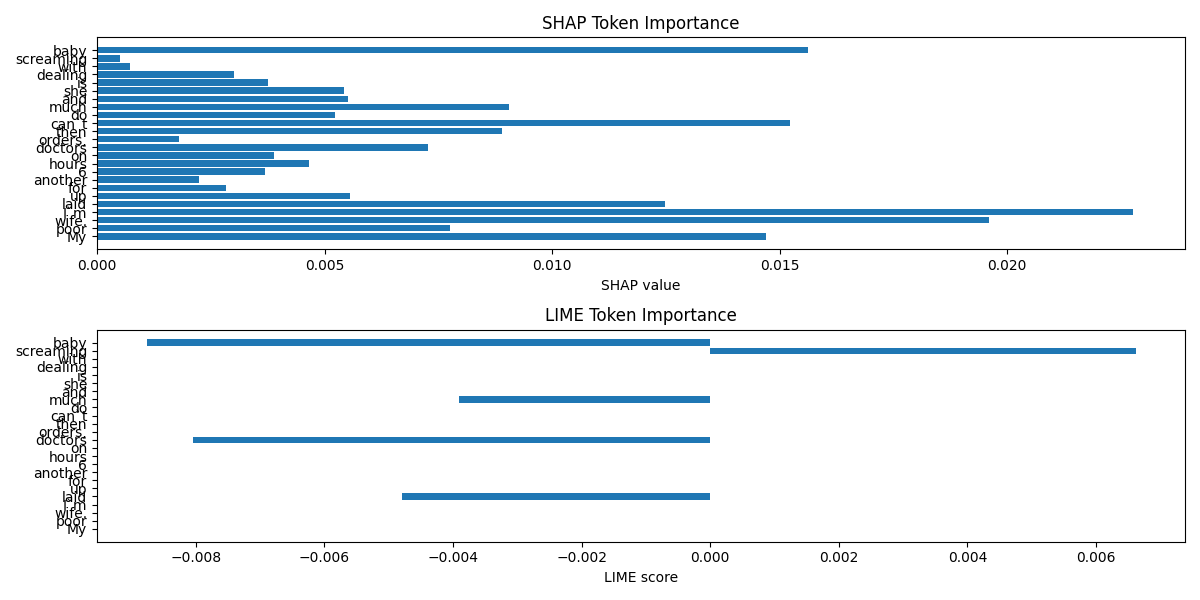 SHAP Token Importance
baby
screaming
with
dealing
is
she
and
much
do
can't
then
orders.
doctors
on
hours
6
another
for
up
laid
I'm
wife.
poor
My
0.000 0.005 0.010 0.015 0.020
SHAP value
LIME Token Importance
baby
screaming
with
dealing
is
she
and
much
do
can't
then
orders.
doctors
on
hours
6
another
for
up
laid
I'm
wife.
poor
My
−0.008 −0.006 −0.004 −0.002 0.000 0.002 0.004 0.006
LIME score